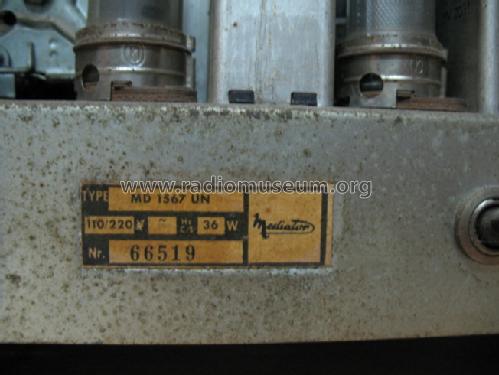 www.radiomuseum.org
TYPE MD 1567 UN
110/220 V ~ Hz C/S 36 W
Mediator
Nr. 66519